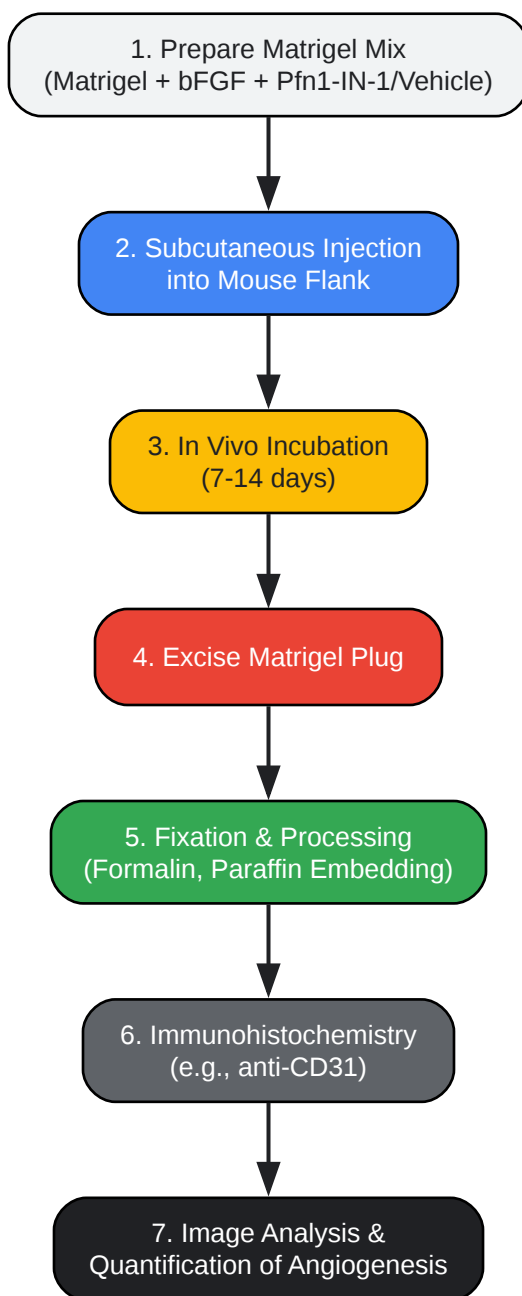 1. Prepare Matrigel Mix
(Matrigel + bFGF + Pfn1-IN-1/Vehicle)
2. Subcutaneous Injection
into Mouse Flank
3. In Vivo Incubation
(7-14 days)
4. Excise Matrigel Plug
5. Fixation & Processing
(Formalin, Paraffin Embedding)
6. Immunohistochemistry
(e.g., anti-CD31)
7. Image Analysis &
Quantification of Angiogenesis